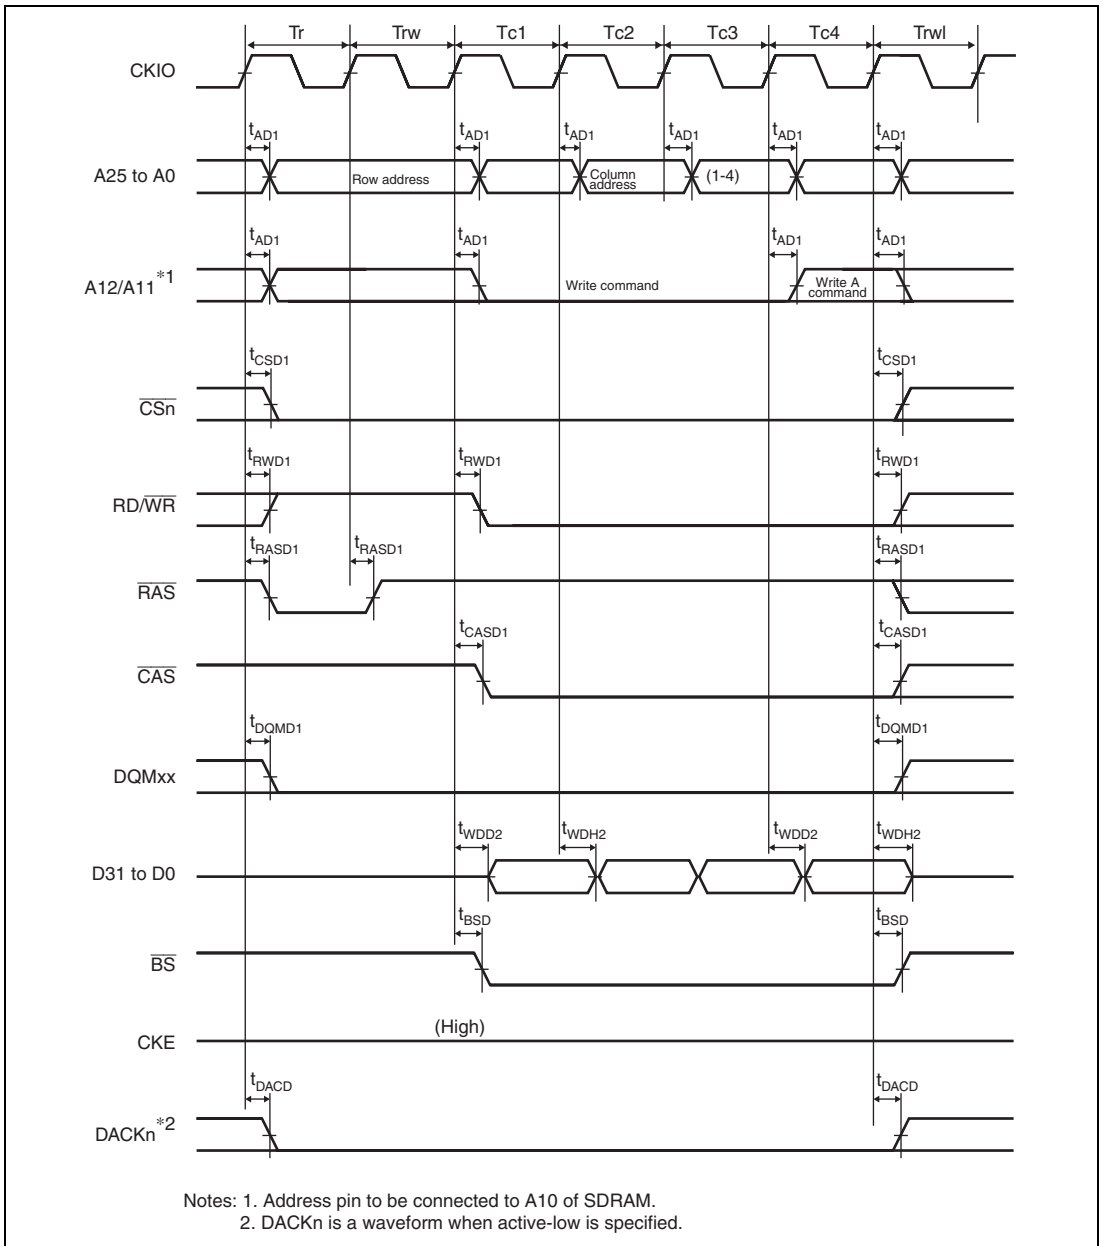 Tr Trw Tc1 Tc2 Tc3 Tc4 Trwl
CKIO
tAD1 tAD1 tAD1 tAD1 tAD1 tAD1
A25 to A0
Row address
Column
address
(1-4)
tAD1 tAD1 tAD1 tAD1
A12/A11*1
Write command
Write A
command
tCSD1 tCSD1
CSn
tRWD1 tRWD1 tRWD1
RD/WR
tRASD1 tRASD1 tRASD1
RAS
tCASD1 tCASD1
CAS
tDQMD1 tDQMD1
DQMxx
tWDD2 tWDH2 tWDD2 tWDH2
D31 to D0
tBSD tBSD
BS
(High)
CKE
tDACD tDACD
DACKn*2
Notes: 1. Address pin to be connected to A10 of SDRAM.
2. DACKn is a waveform when active-low is specified.